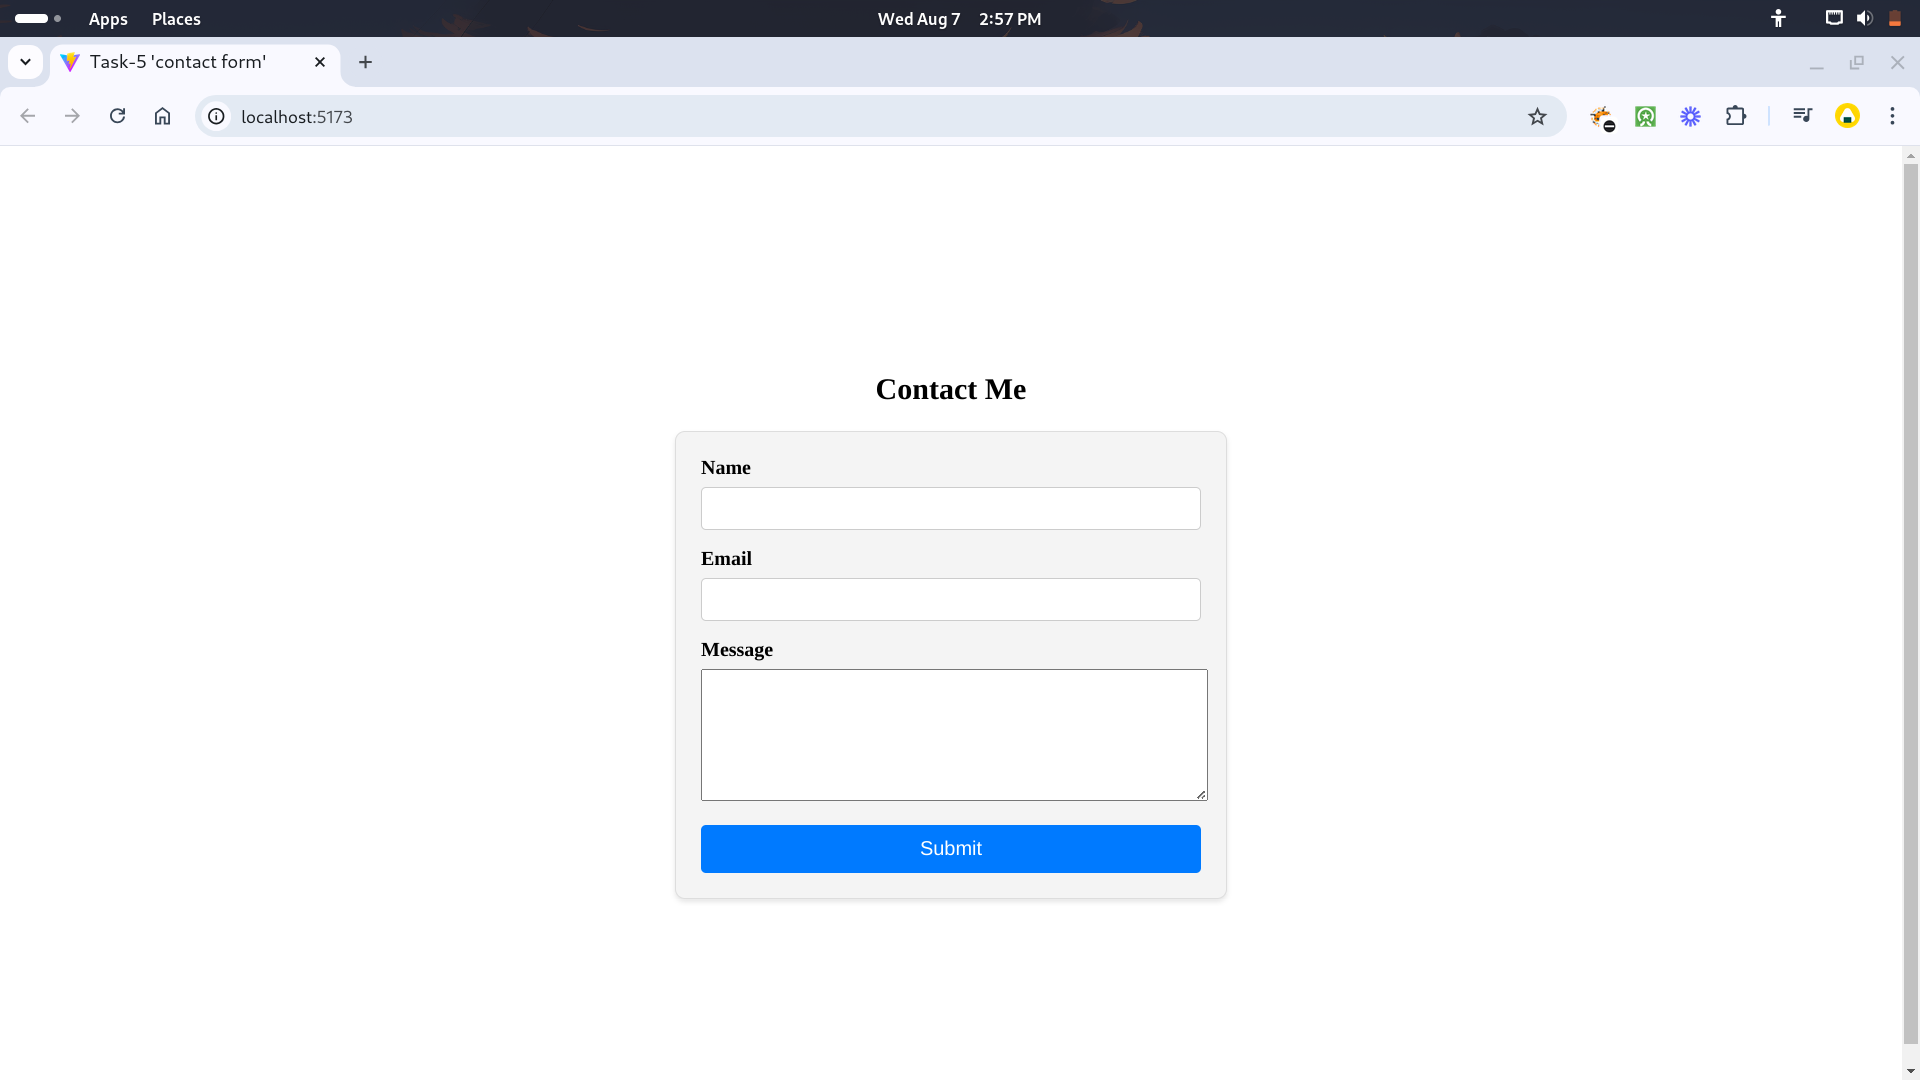 Apps Places Wed Aug 7 2:57 PM
Task-5 'contact form'
localhost:5173
Contact Me
Name
Email
Message
Submit